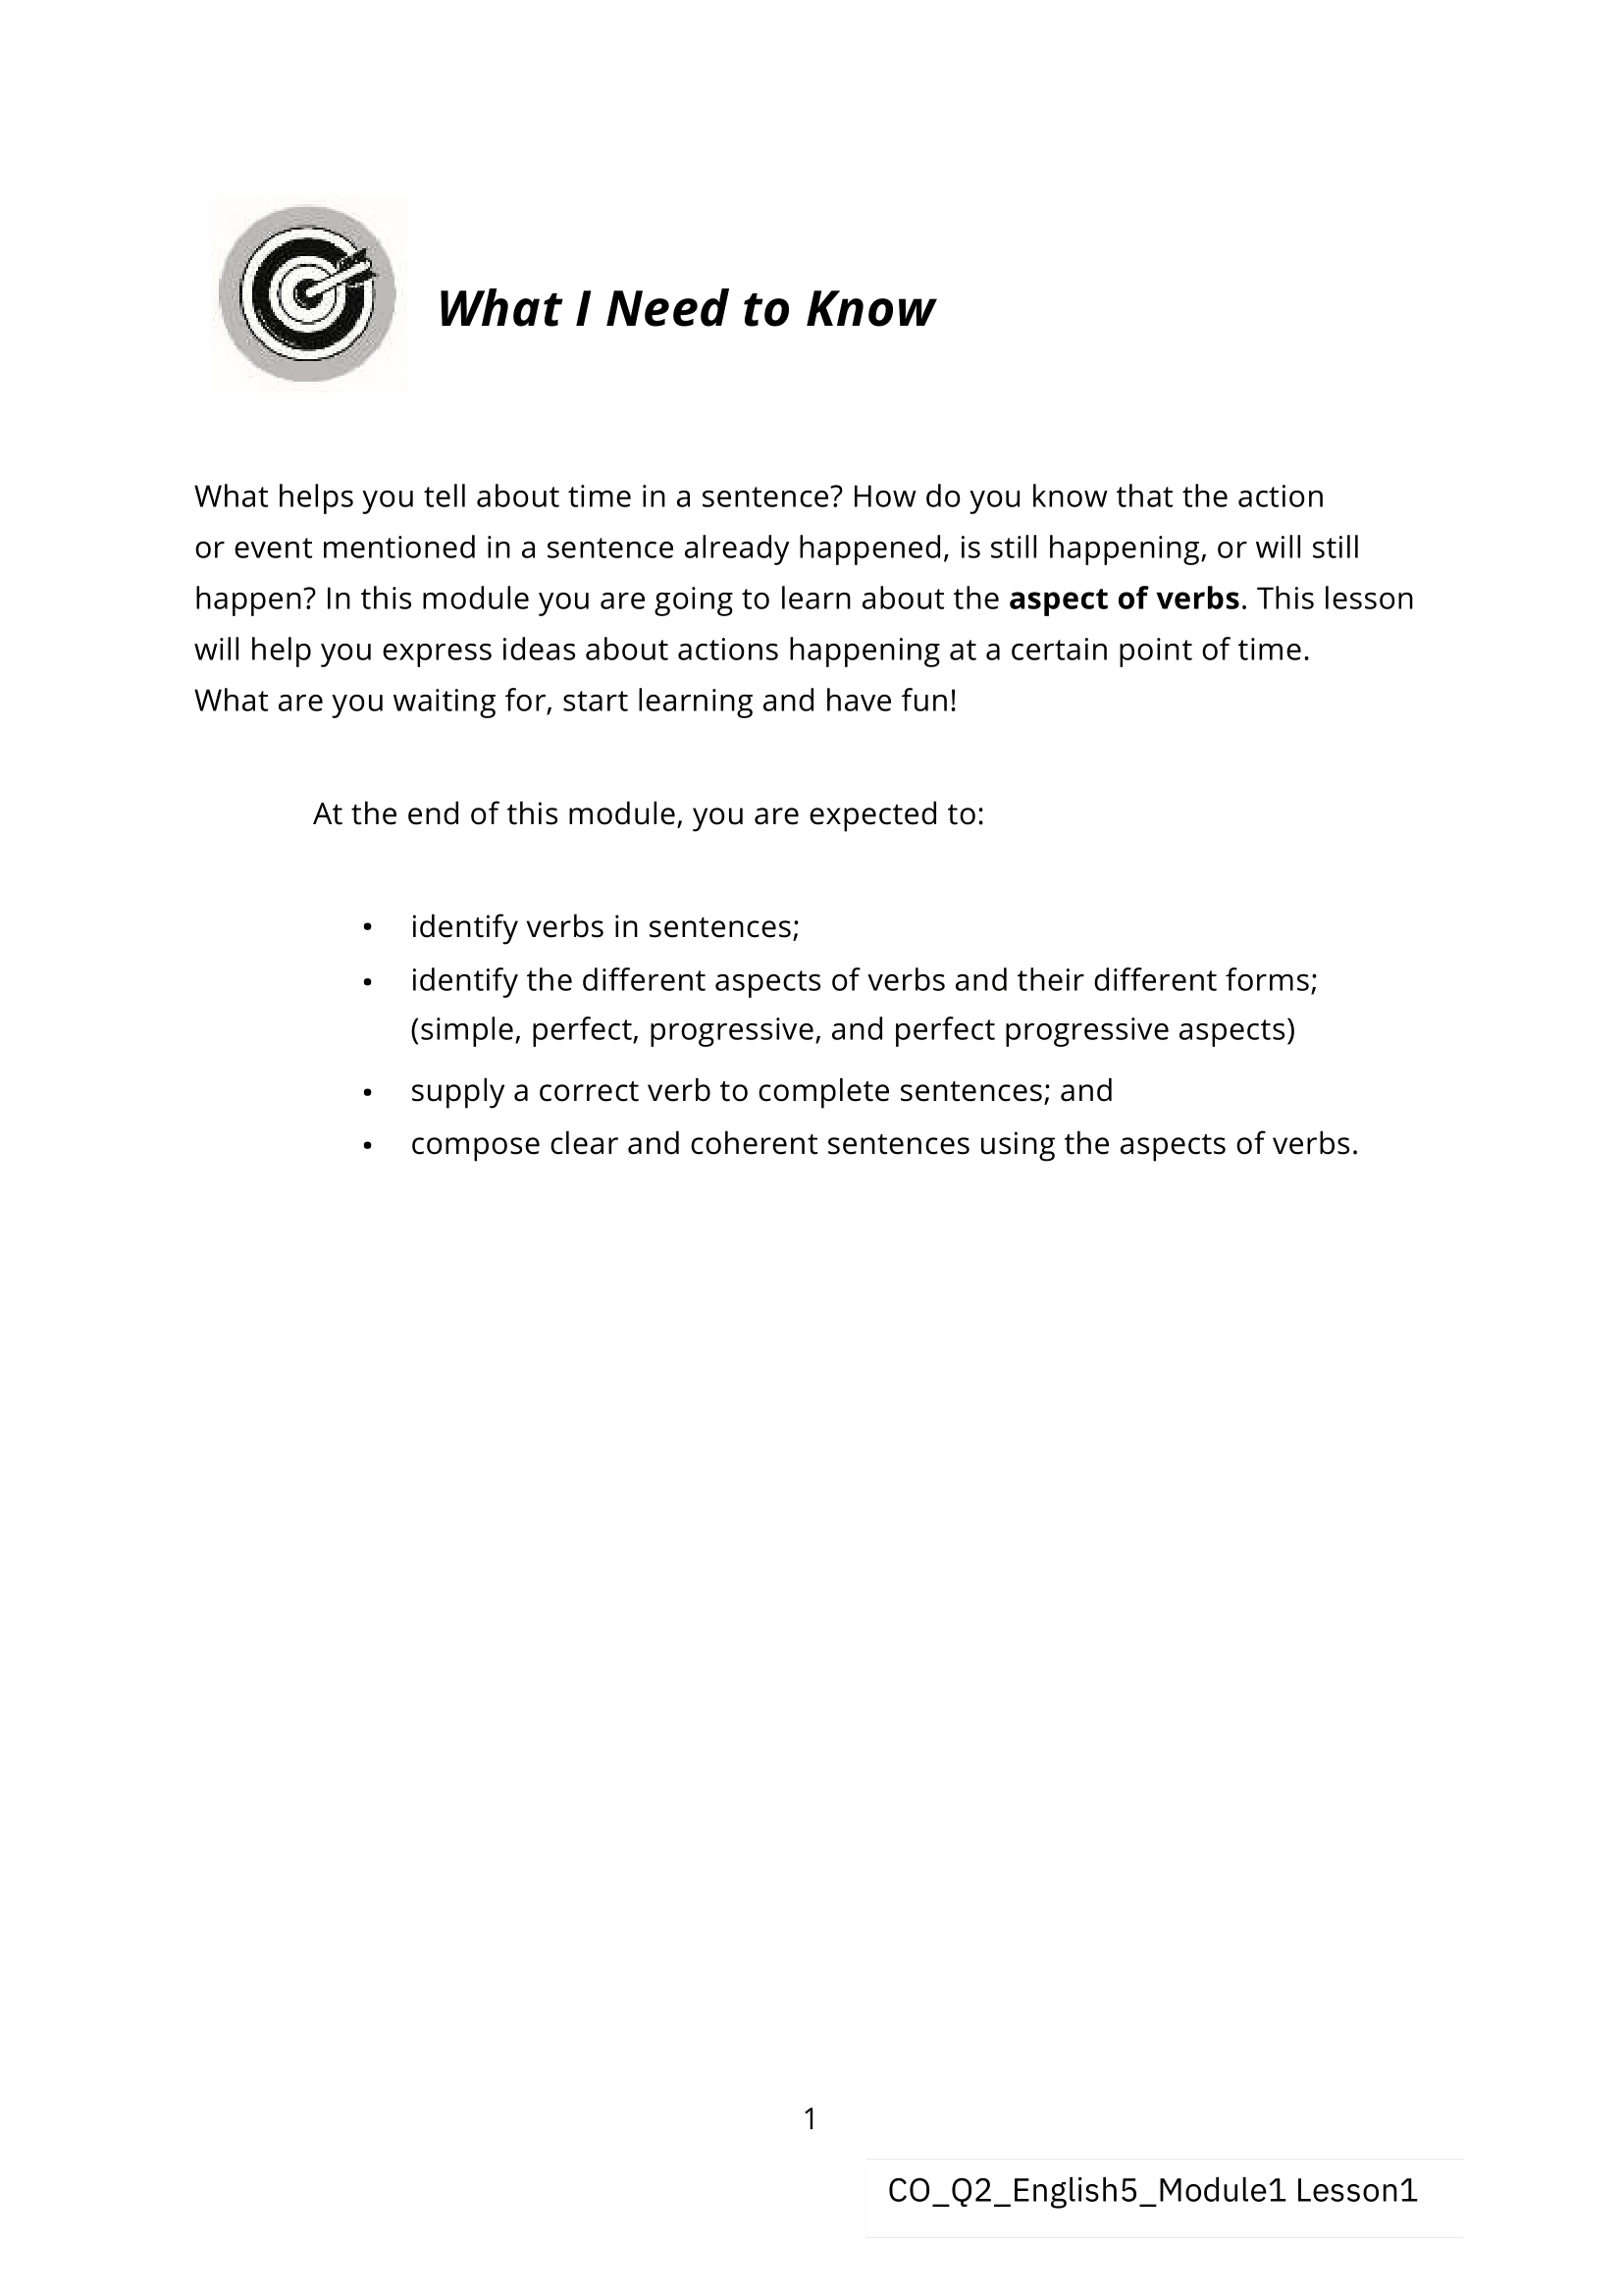 What I Need to Know
What helps you tell about time in a sentence? How do you know that the action
or event mentioned in a sentence already happened, is still happening, or will still
happen? In this module you are going to learn about the aspect of verbs. This lesson
will help you express ideas about actions happening at a certain point of time.
What are you waiting for, start learning and have fun!
At the end of this module, you are expected to:
• identify verbs in sentences;
• identify the different aspects of verbs and their different forms;
(simple, perfect, progressive, and perfect progressive aspects)
• supply a correct verb to complete sentences; and
• compose clear and coherent sentences using the aspects of verbs.
1
CO_Q2_English5_Module1 Lesson1